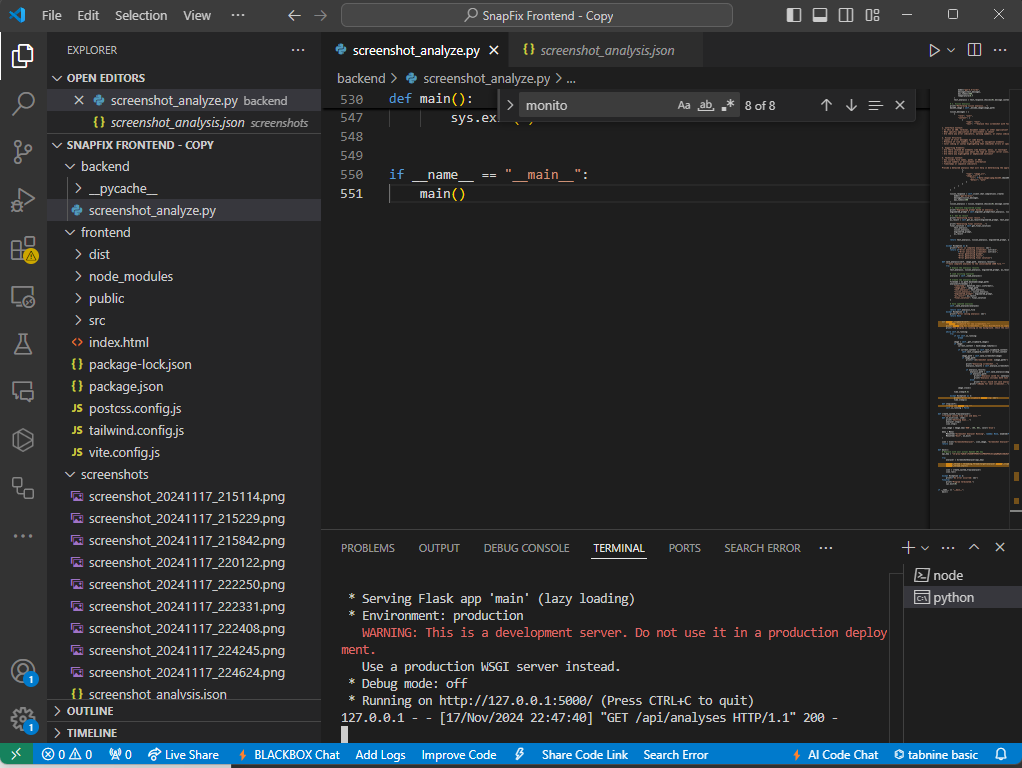 File Edit Selection View ··· SnapFix Frontend - Copy
EXPLORER
OPEN EDITORS
screenshot_analyze.py backend
{} screenshot_analysis.json screenshots
SNAPFIX FRONTEND - COPY
backend
__pycache__
screenshot_analyze.py
frontend
dist
node_modules
public
src
<> index.html
{} package-lock.json
{} package.json
JS postcss.config.js
JS tailwind.config.js
JS vite.config.js
screenshots
screenshot_20241117_215114.png
screenshot_20241117_215229.png
screenshot_20241117_215842.png
screenshot_20241117_220122.png
screenshot_20241117_222250.png
screenshot_20241117_222331.png
screenshot_20241117_222408.png
screenshot_20241117_224245.png
screenshot_20241117_224624.png
{} screenshot_analysis.json
OUTLINE
TIMELINE
1
1
screenshot_analyze.py {} screenshot_analysis.json
backend > screenshot_analyze.py > ...
monito Aa ab .* 8 of 8
530 def main():
547 sys.ex
548
549
550 if __name__ == "__main__":
551 main()
PROBLEMS OUTPUT DEBUG CONSOLE TERMINAL PORTS SEARCH ERROR ···
node
python
* Serving Flask app 'main' (lazy loading)
* Environment: production
WARNING: This is a development server. Do not use it in a production deploy
ment.
Use a production WSGI server instead.
* Debug mode: off
* Running on http://127.0.0.1:5000/ (Press CTRL+C to quit)
127.0.0.1 - - [17/Nov/2024 22:47:40] "GET /api/analyses HTTP/1.1" 200 -
0 0 0 Live Share BLACKBOX Chat Add Logs Improve Code Share Code Link Search Error AI Code Chat tabnine basic